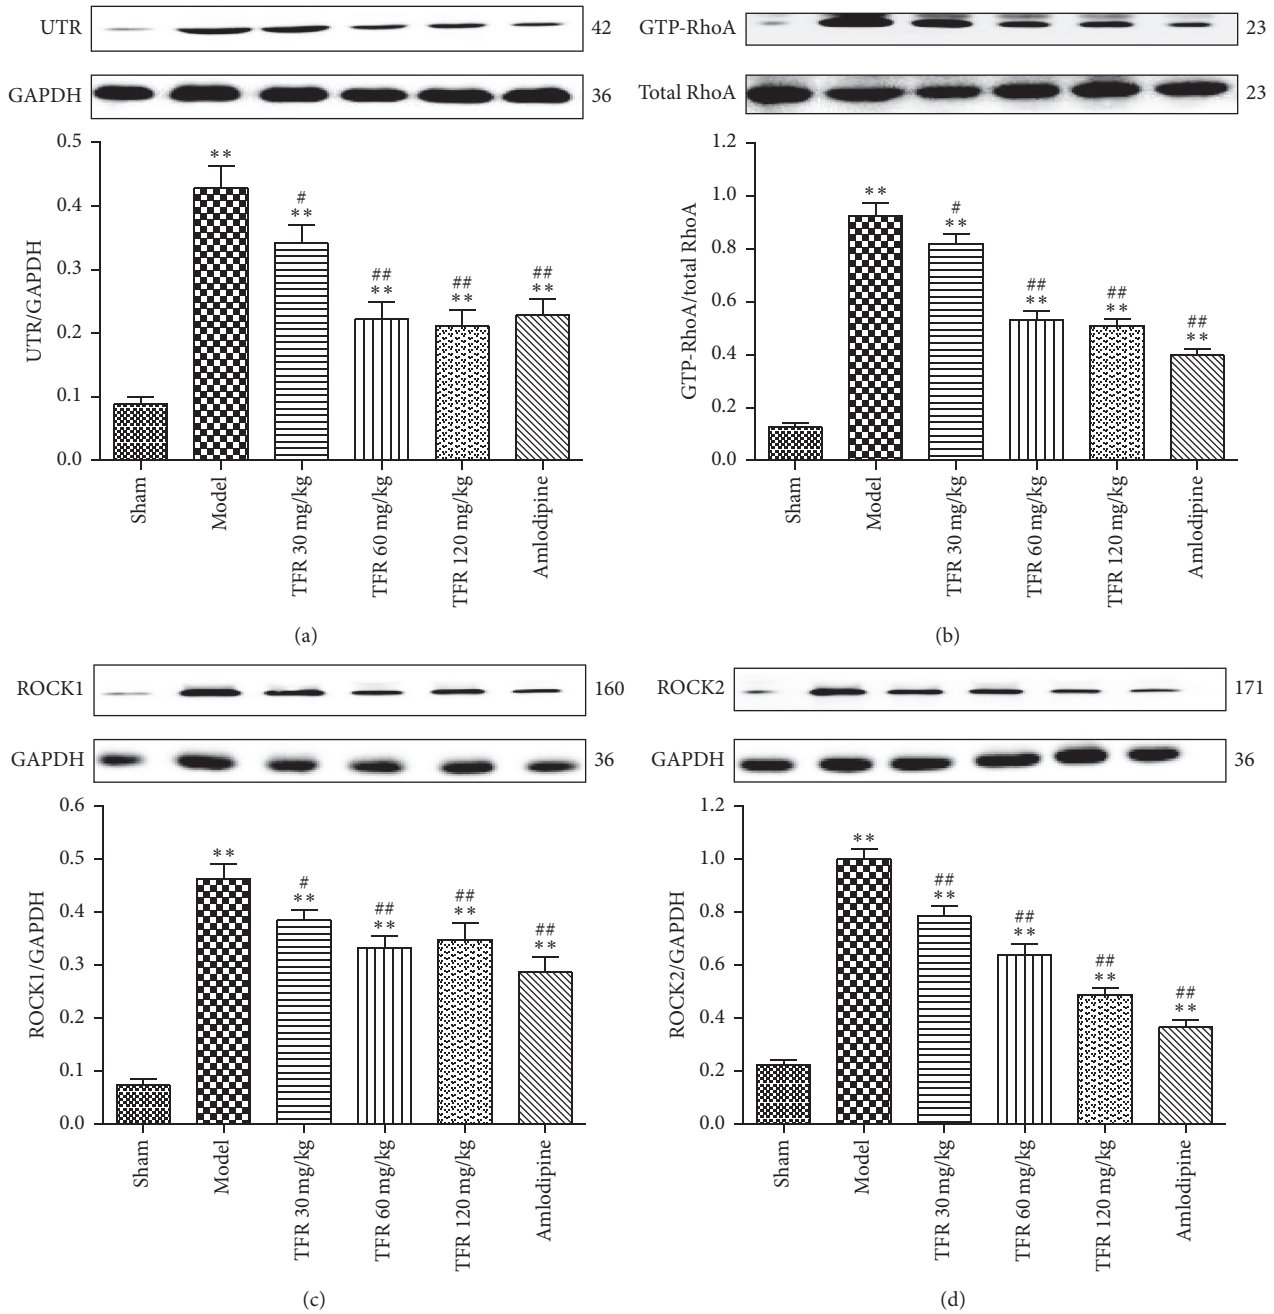 UTR 42
GAPDH 36
0.5
0.4
0.3
0.2
0.1
0.0
UTR/GAPDH
**
#
**
##
**
##
**
##
**
Sham
Model
TFR 30 mg/kg
TFR 60 mg/kg
TFR 120 mg/kg
Amlodipine
(a)
GTP-RhoA 23
Total RhoA 23
1.2
1.0
0.8
0.6
0.4
0.2
0.0
GTP-RhoA/total RhoA
**
#
**
##
**
##
**
##
**
Sham
Model
TFR 30 mg/kg
TFR 60 mg/kg
TFR 120 mg/kg
Amlodipine
(b)
ROCK1 160
GAPDH 36
0.6
0.5
0.4
0.3
0.2
0.1
0.0
ROCK1/GAPDH
**
#
**
##
**
##
**
##
**
Sham
Model
TFR 30 mg/kg
TFR 60 mg/kg
TFR 120 mg/kg
Amlodipine
(c)
ROCK2 171
GAPDH 36
1.2
1.0
0.8
0.6
0.4
0.2
0.0
ROCK2/GAPDH
**
##
**
##
**
##
**
##
**
Sham
Model
TFR 30 mg/kg
TFR 60 mg/kg
TFR 120 mg/kg
Amlodipine
(d)